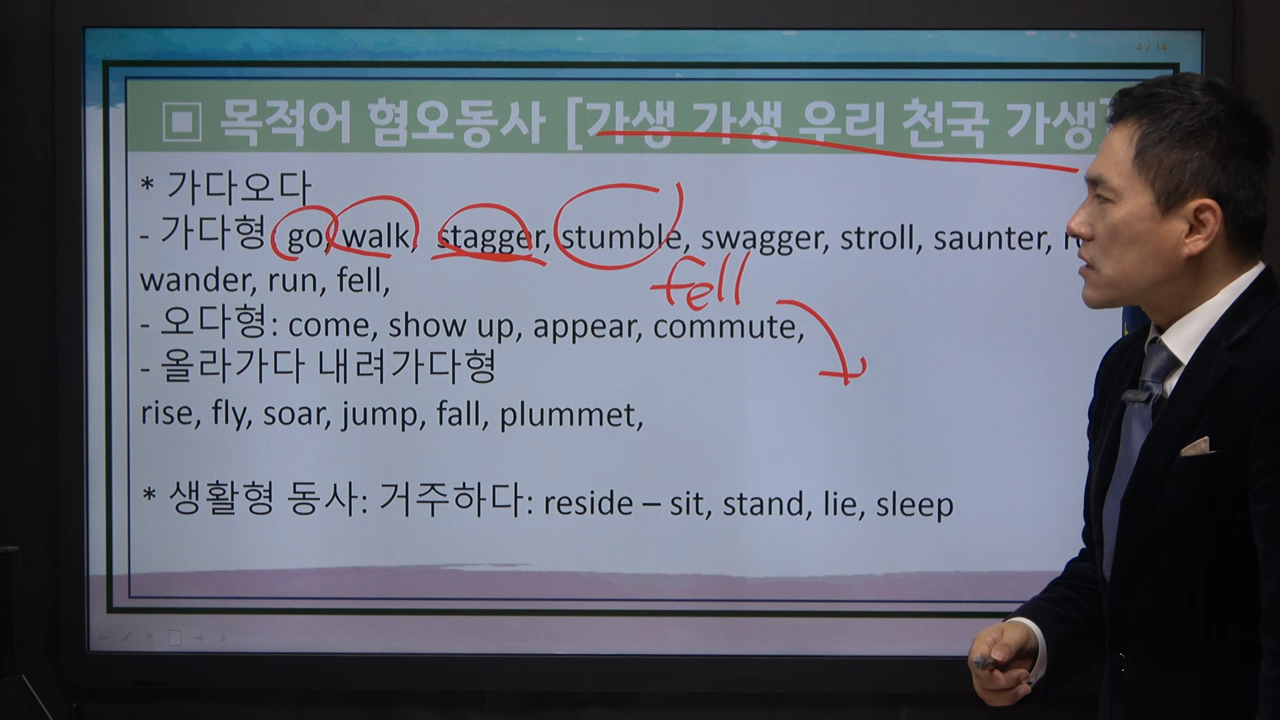 4 / 14
▣ 목적어 혐오동사 [가생 가생 우리 천국 가생
* 가다오다
- 가다형 go, walk, stagger, stumble, swagger, stroll, saunter,
wander, run, fell,
fell
- 오다형: come, show up, appear, commute,
- 올라가다 내려가다형
rise, fly, soar, jump, fall, plummet,
* 생활형 동사: 거주하다: reside – sit, stand, lie, sleep